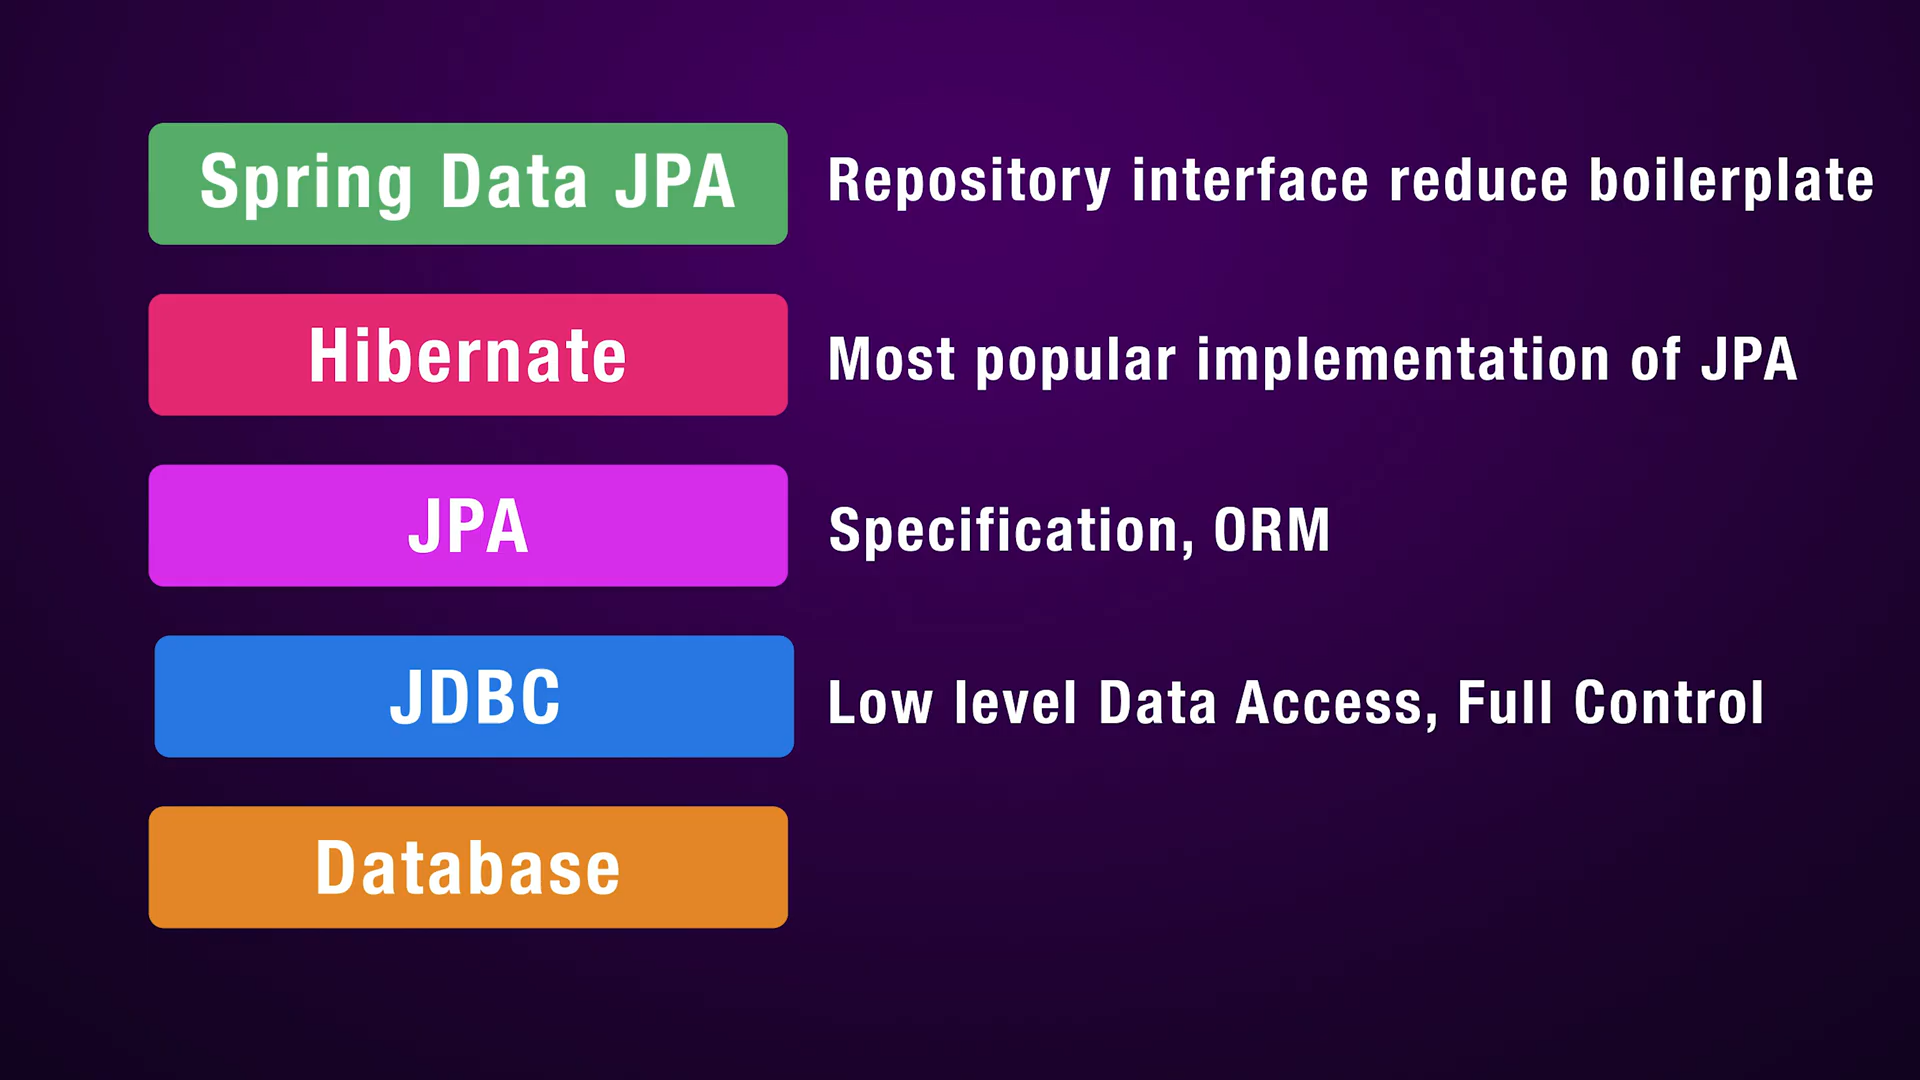 Spring Data JPA
Repository interface reduce boilerplate
Hibernate
Most popular implementation of JPA
JPA
Specification, ORM
JDBC
Low level Data Access, Full Control
Database